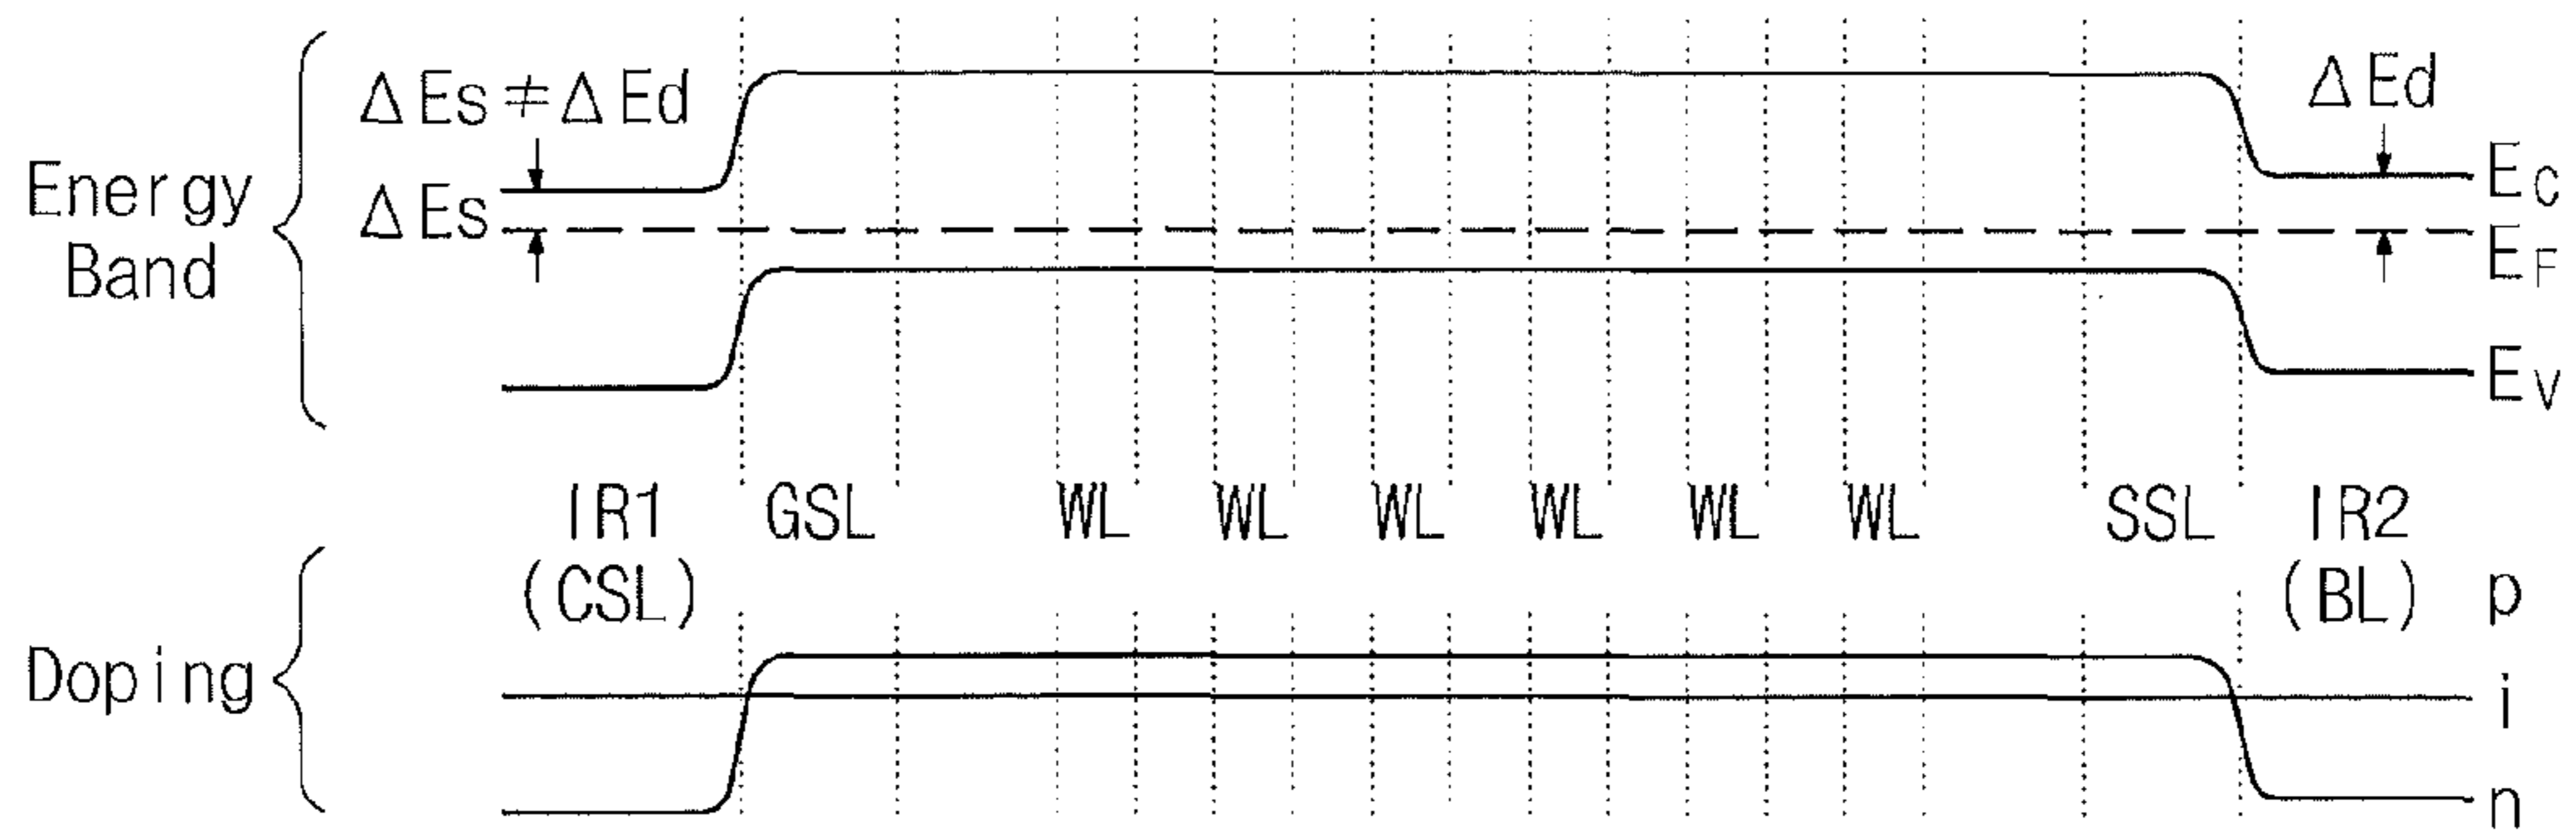 ΔEs≠ΔEd
ΔEd
Energy
Band
ΔEs
EC
EF
EV
IR1
(CSL)
GSL
WL
WL
WL
WL
WL
WL
SSL
IR2
(BL)
Doping
p
i
n